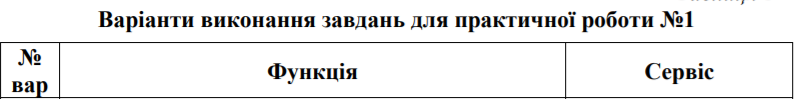 Варіанти виконання завдань для практичної роботи №1
№ вар Функція Сервіс